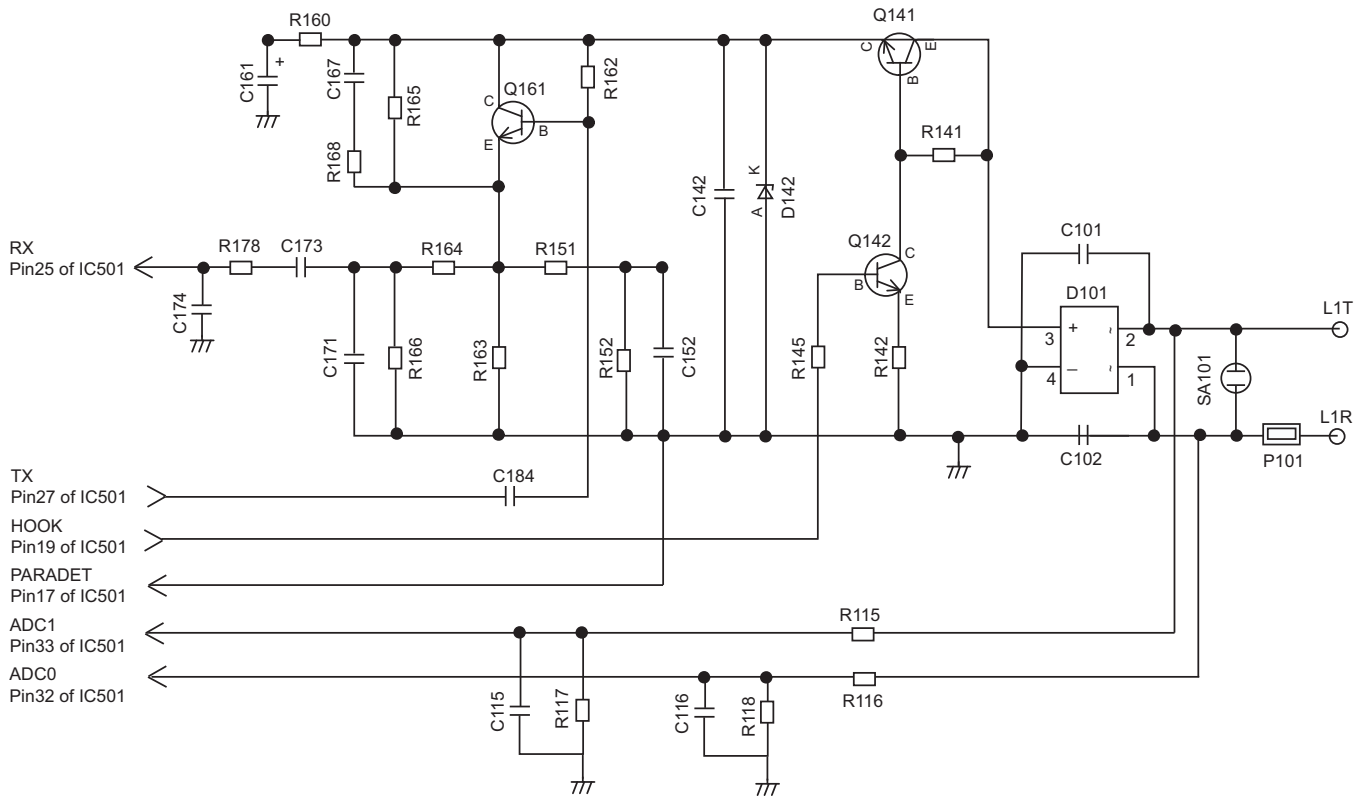 R160
Q141
C161
+
C167
R165
R168
C
Q161
B
E
R162
C
E
B
R141
C142
K
A
D142
RX
Pin25 of IC501
R178
C173
R164
R151
Q142
C
B
E
C101
C174
C171
R166
R163
R152
C152
R145
R142
D101
+
~
3
2
–
~
4
1
L1T
SA101
L1R
C102
P101
TX
Pin27 of IC501
C184
HOOK
Pin19 of IC501
PARADET
Pin17 of IC501
ADC1
Pin33 of IC501
R115
ADC0
Pin32 of IC501
R116
C115
R117
C116
R118